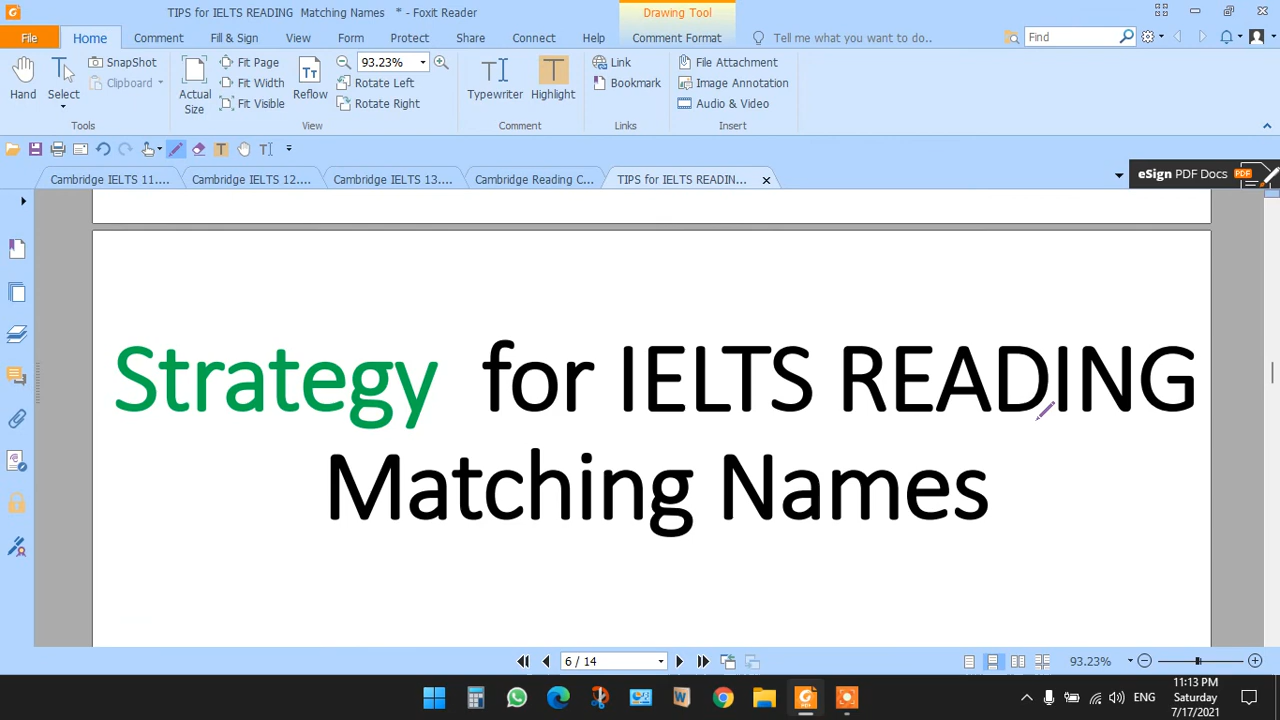 TIPS for IELTS READING Matching Names * - Foxit Reader
Drawing Tool
File Home Comment Fill & Sign View Form Protect Share Connect Help Comment Format Tell me what you want to do.. Find
Hand
Select
SnapShot
Clipboard
Tools
Actual Size
Fit Page
Fit Width
Fit Visible
Reflow
93.23%
Rotate Left
Rotate Right
View
Typewriter
Highlight
Comment
Link
Bookmark
Links
File Attachment
Image Annotation
Audio & Video
Insert
Cambridge IELTS 11.... Cambridge IELTS 12.... Cambridge IELTS 13.... Cambridge Reading C... TIPS for IELTS READIN...
eSign PDF Docs PDF
Strategy for IELTS READING
Matching Names
6 / 14
93.23%
ENG
11:13 PM
Saturday
7/17/2021